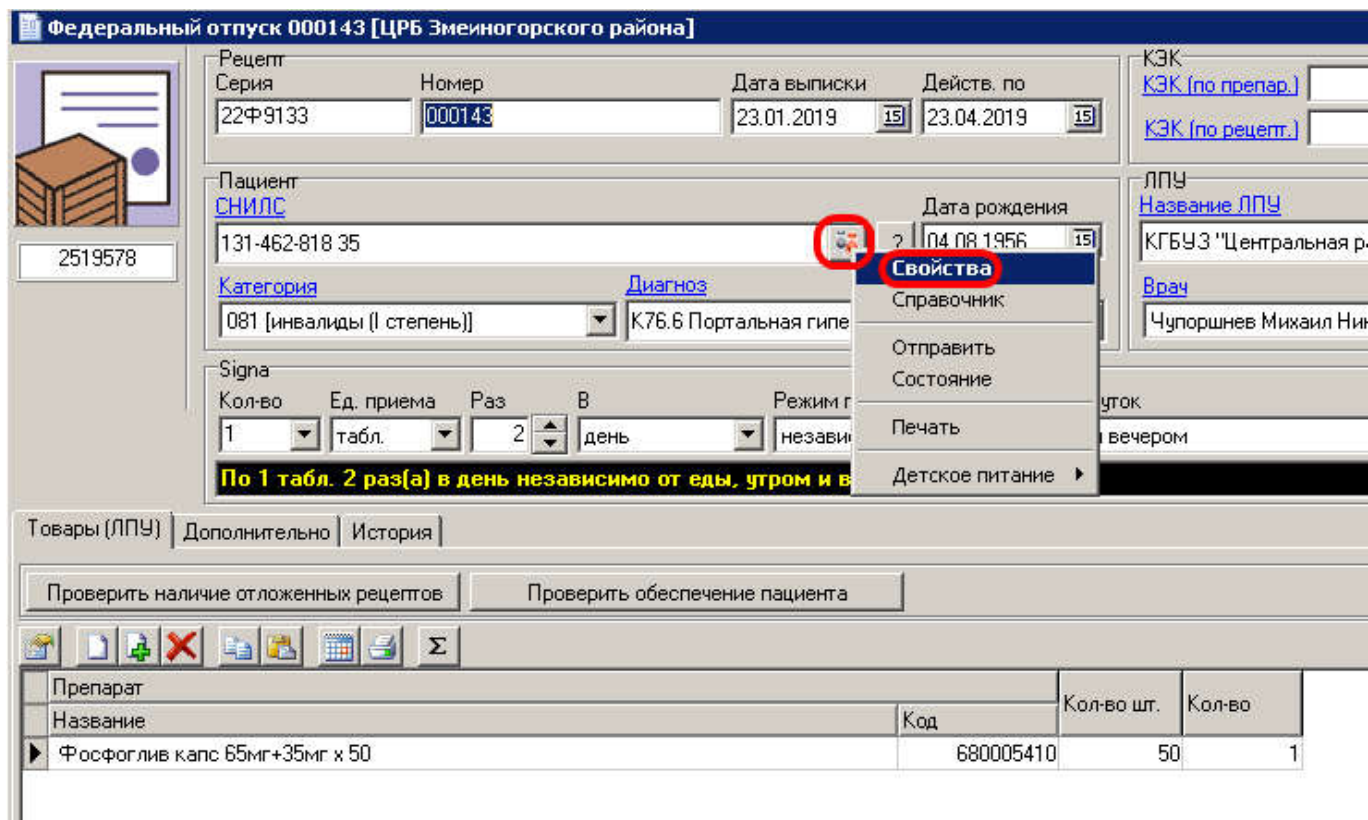 Федеральный отпуск 000143 [ЦРБ Змеиногорского района]
Рецепт
Серия Номер Дата выписки Действ. по
22Ф9133 000143 23.01.2019 15 23.04.2019 15
КЭК
КЭК (по препар.)
КЭК (по рецепт.)
2519578
Пациент
СНИЛС Дата рождения
131-462-818 35 ? 04.08.1956 15
Категория Диагноз
081 [инвалиды (I степень)] K76.6 Портальная гипе
ЛПУ
Название ЛПУ
КГБУЗ "Центральная р
Врач
Чупоршнев Михаил Ник
Свойства
Справочник
Отправить
Состояние
Печать
Детское питание
Signa
Кол-во Ед. приема Раз В Режим п уток
1 табл. 2 день незави вечером
По 1 табл. 2 раз(а) в день независимо от еды, утром и в
Товары (ЛПУ) Дополнительно История
Проверить наличие отложенных рецептов Проверить обеспечение пациента
Σ
Препарат Кол-во шт. Кол-во
Название Код
Фосфоглив капс 65мг+35мг x 50 680005410 50 1